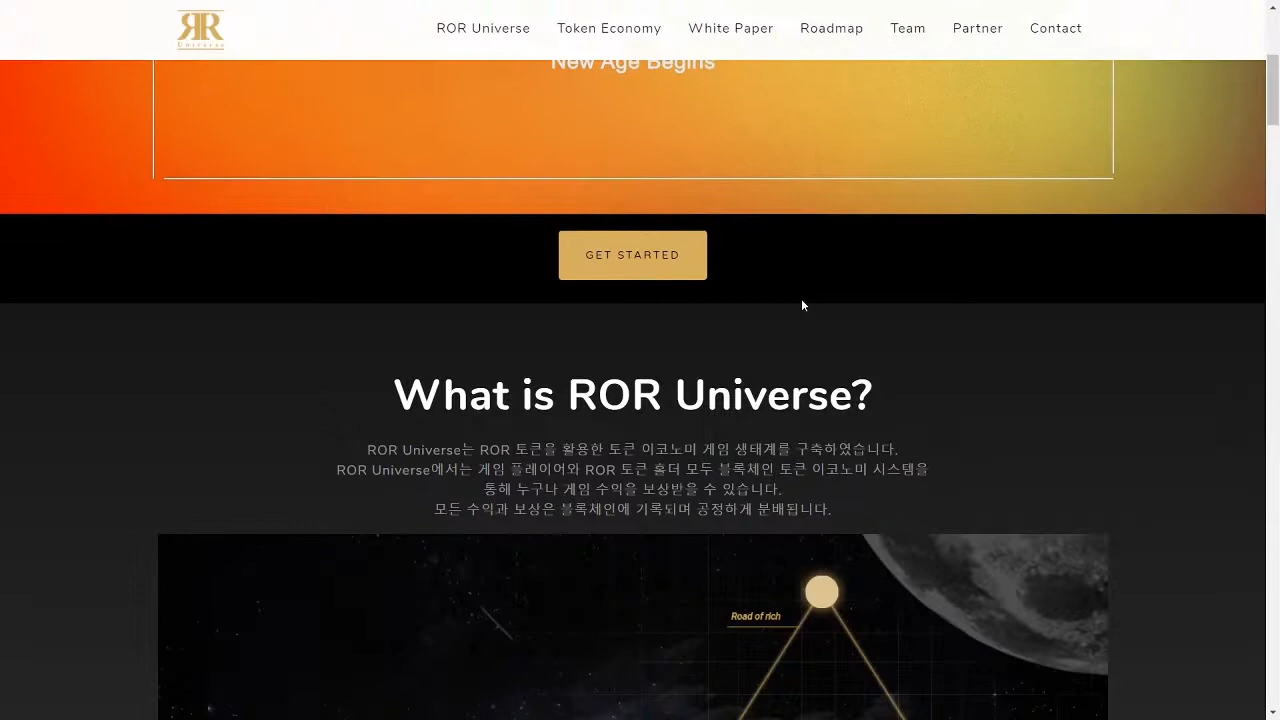 RR
Universe
ROR Universe Token Economy White Paper Roadmap Team Partner Contact
New Age Begins
GET STARTED
What is ROR Universe?
ROR Universe는 ROR 토큰을 활용한 토큰 이코노미 게임 생태계를 구축하였습니다.
ROR Universe에서는 게임 플레이어와 ROR 토큰 홀더 모두 블록체인 토큰 이코노미 시스템을
통해 누구나 게임 수익을 보상받을 수 있습니다.
모든 수익과 보상은 블록체인에 기록되며 공정하게 분배됩니다.
Road of rich